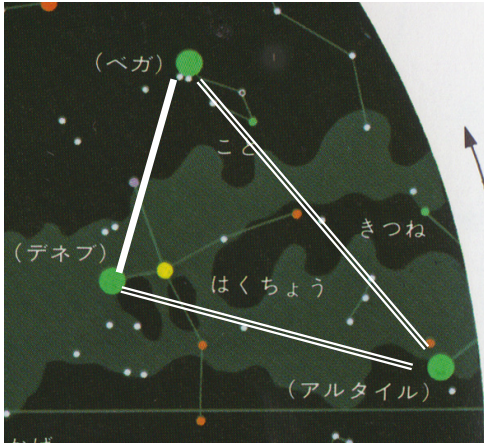 (ベガ)
こと
きつね
(デネブ)
はくちょう
(アルタイル)